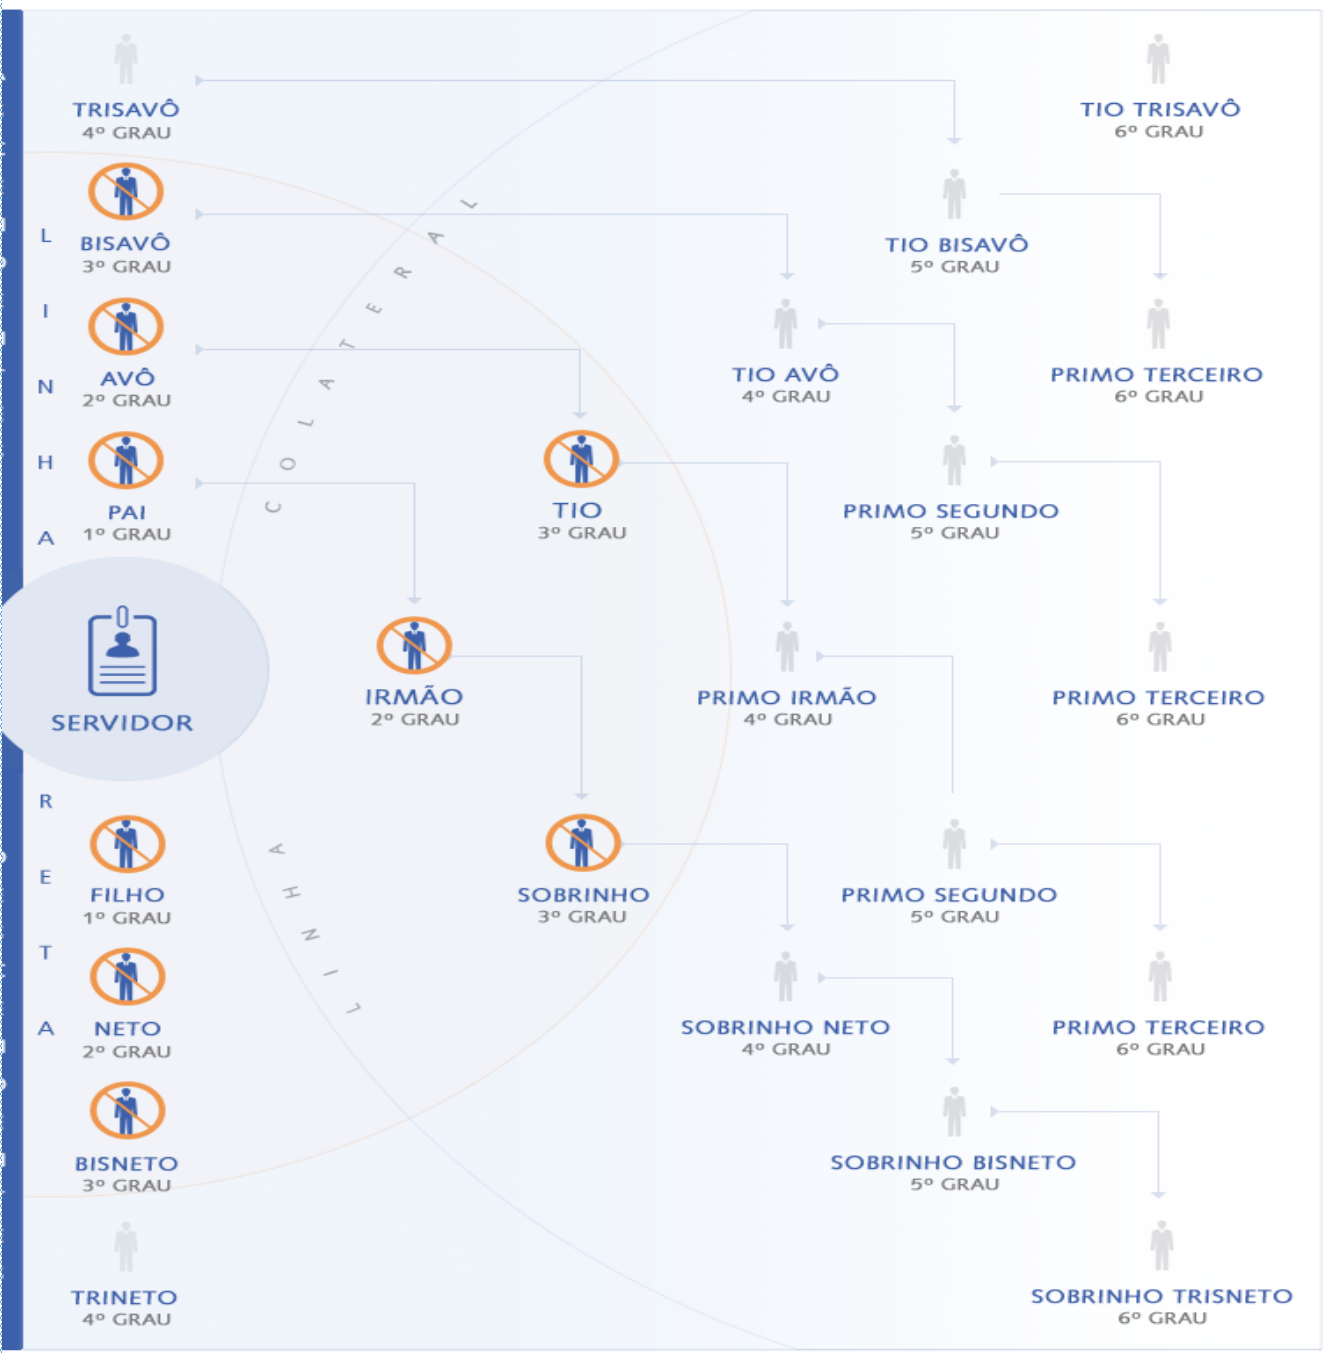 TRISAVÔ
4º GRAU
TIO TRISAVÔ
6º GRAU
BISAVÔ
3º GRAU
TIO BISAVÔ
5º GRAU
AVÔ
2º GRAU
TIO AVÔ
4º GRAU
PRIMO TERCEIRO
6º GRAU
PAI
1º GRAU
TIO
3º GRAU
PRIMO SEGUNDO
5º GRAU
SERVIDOR
IRMÃO
2º GRAU
PRIMO IRMÃO
4º GRAU
PRIMO TERCEIRO
6º GRAU
FILHO
1º GRAU
SOBRINHO
3º GRAU
PRIMO SEGUNDO
5º GRAU
NETO
2º GRAU
SOBRINHO NETO
4º GRAU
PRIMO TERCEIRO
6º GRAU
BISNETO
3º GRAU
SOBRINHO BISNETO
5º GRAU
TRINETO
4º GRAU
SOBRINHO TRISNETO
6º GRAU
LINHA RETA
LINHA COLATERAL